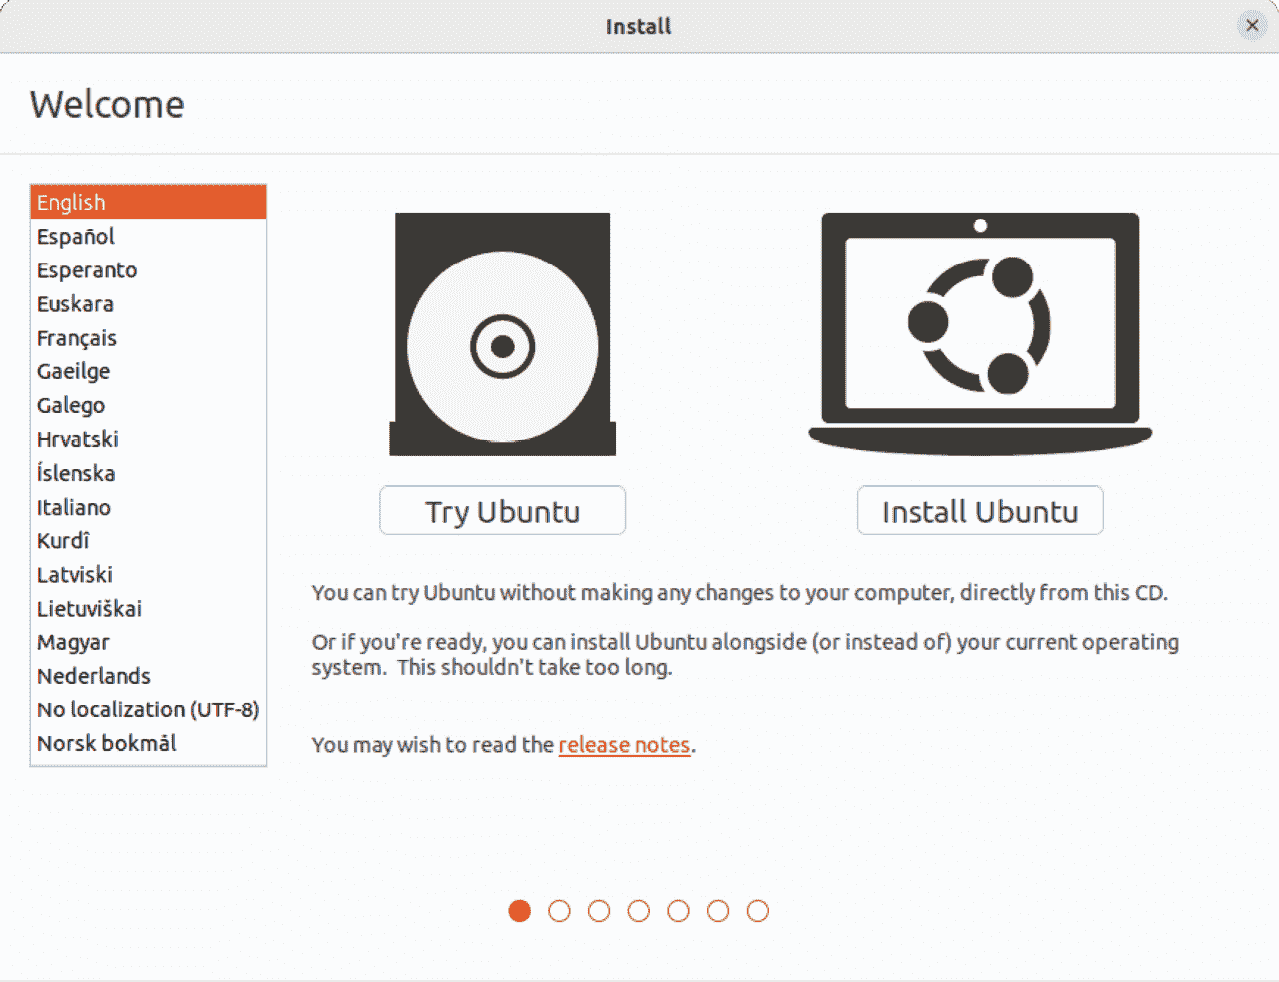 Install
Welcome
English
Español
Esperanto
Euskara
Français
Gaeilge
Galego
Hrvatski
Íslenska
Italiano
Kurdî
Latviski
Lietuviškai
Magyar
Nederlands
No localization (UTF-8)
Norsk bokmål
Try Ubuntu
Install Ubuntu
You can try Ubuntu without making any changes to your computer, directly from this CD.
Or if you're ready, you can install Ubuntu alongside (or instead of) your current operating
system.  This shouldn't take too long.
You may wish to read the release notes.